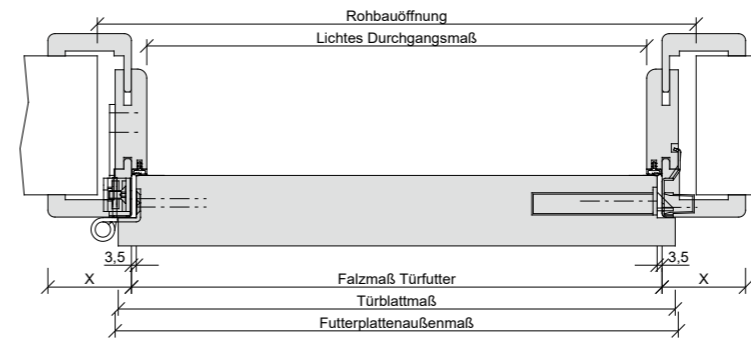 Rohbauöffnung
Lichtes Durchgangsmaß
3,5 3,5
X Falzmaß Türfutter X
Türblattmaß
Futterplattenaußenmaß